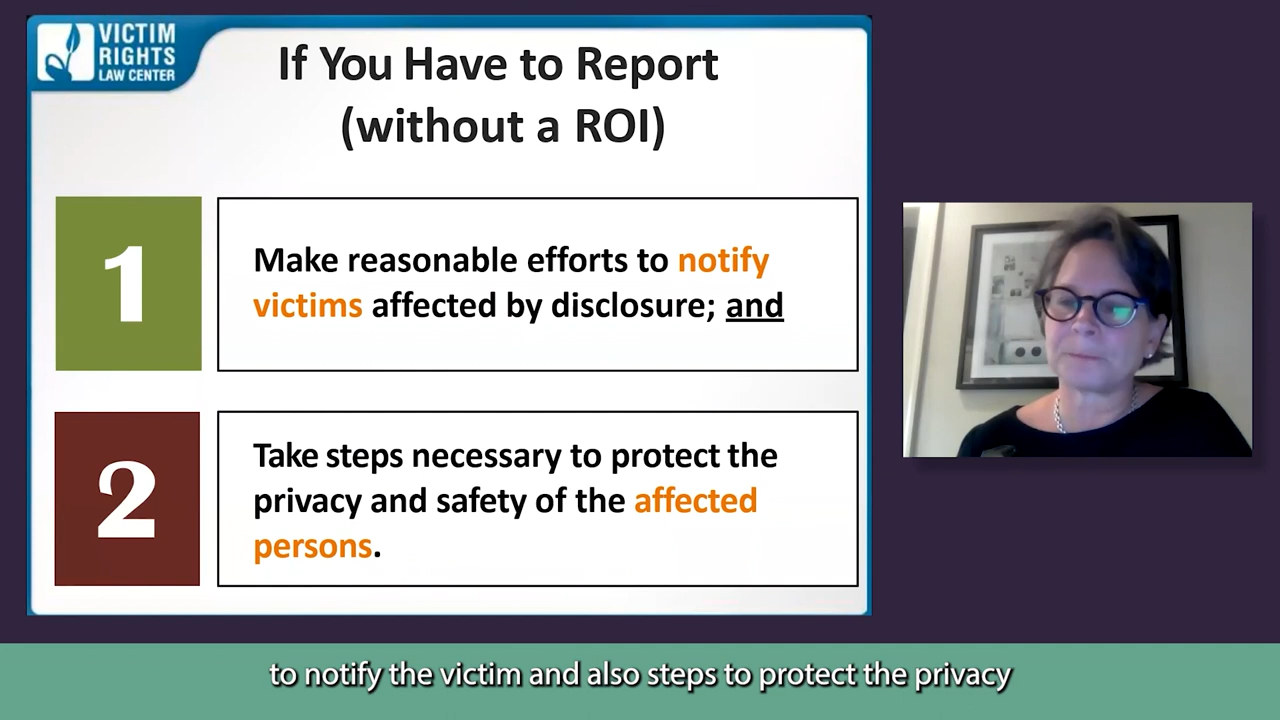 VICTIM
RIGHTS
LAW CENTER
If You Have to Report
(without a ROI)
1
Make reasonable efforts to notify
victims affected by disclosure; and
2
Take steps necessary to protect the
privacy and safety of the affected
persons.
to notify the victim and also steps to protect the privacy